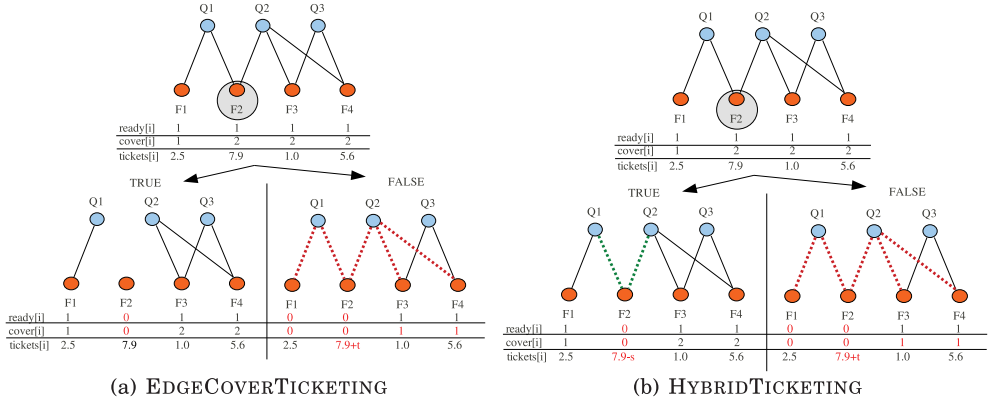 Q1 Q2 Q3
F1 F2 F3 F4
ready[i] 1 1 1 1
cover[i] 1 2 2 2
tickets[i] 2.5 7.9 1.0 5.6
TRUE FALSE
Q1 Q2 Q3 Q1 Q2 Q3
F1 F2 F3 F4 F1 F2 F3 F4
ready[i] 1 0 1 1 0 0 1 1
cover[i] 1 0 2 2 0 0 1 1
tickets[i] 2.5 7.9 1.0 5.6 2.5 7.9+t 1.0 5.6
(a) EDGECOVERTICKETING
Q1 Q2 Q3
F1 F2 F3 F4
ready[i] 1 1 1 1
cover[i] 1 2 2 2
tickets[i] 2.5 7.9 1.0 5.6
TRUE FALSE
Q1 Q2 Q3 Q1 Q2 Q3
F1 F2 F3 F4 F1 F2 F3 F4
ready[i] 1 0 1 1 0 0 1 1
cover[i] 1 0 2 2 0 0 1 1
tickets[i] 2.5 7.9-s 1.0 5.6 2.5 7.9+t 1.0 5.6
(b) HYBRIDTICKETING